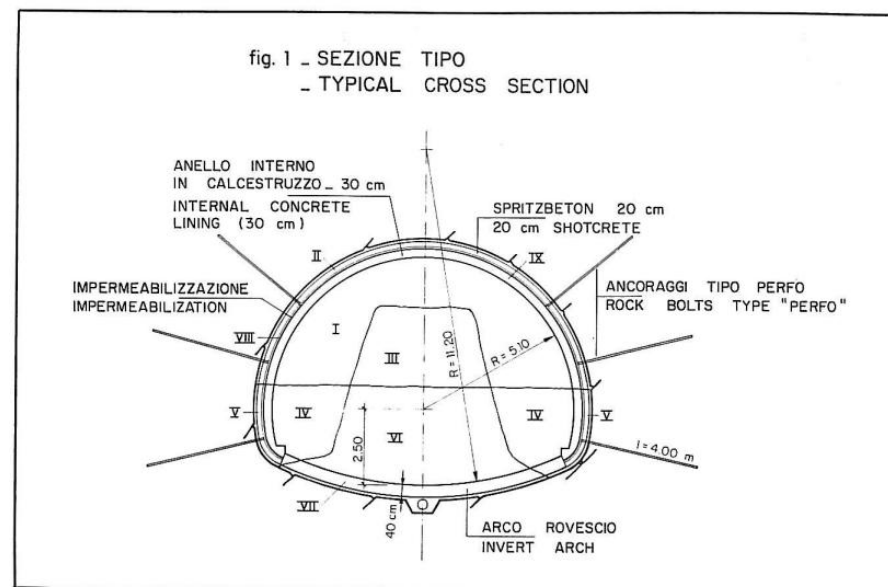 fig. 1 _ SEZIONE TIPO
_ TYPICAL CROSS SECTION
ANELLO INTERNO
IN CALCESTRUZZO _ 30 cm
INTERNAL CONCRETE
LINING (30 cm)
SPRITZBETON 20 cm
20 cm SHOTCRETE
II
IX
IMPERMEABILIZZAZIONE
IMPERMEABILIZATION
ANCORAGGI TIPO PERFO
ROCK BOLTS TYPE "PERFO"
VIII
I
III
R=11.20
R=5.10
V
IV
IV
V
VI
2.50
l=4.00 m
VII
40 cm
ARCO ROVESCIO
INVERT ARCH